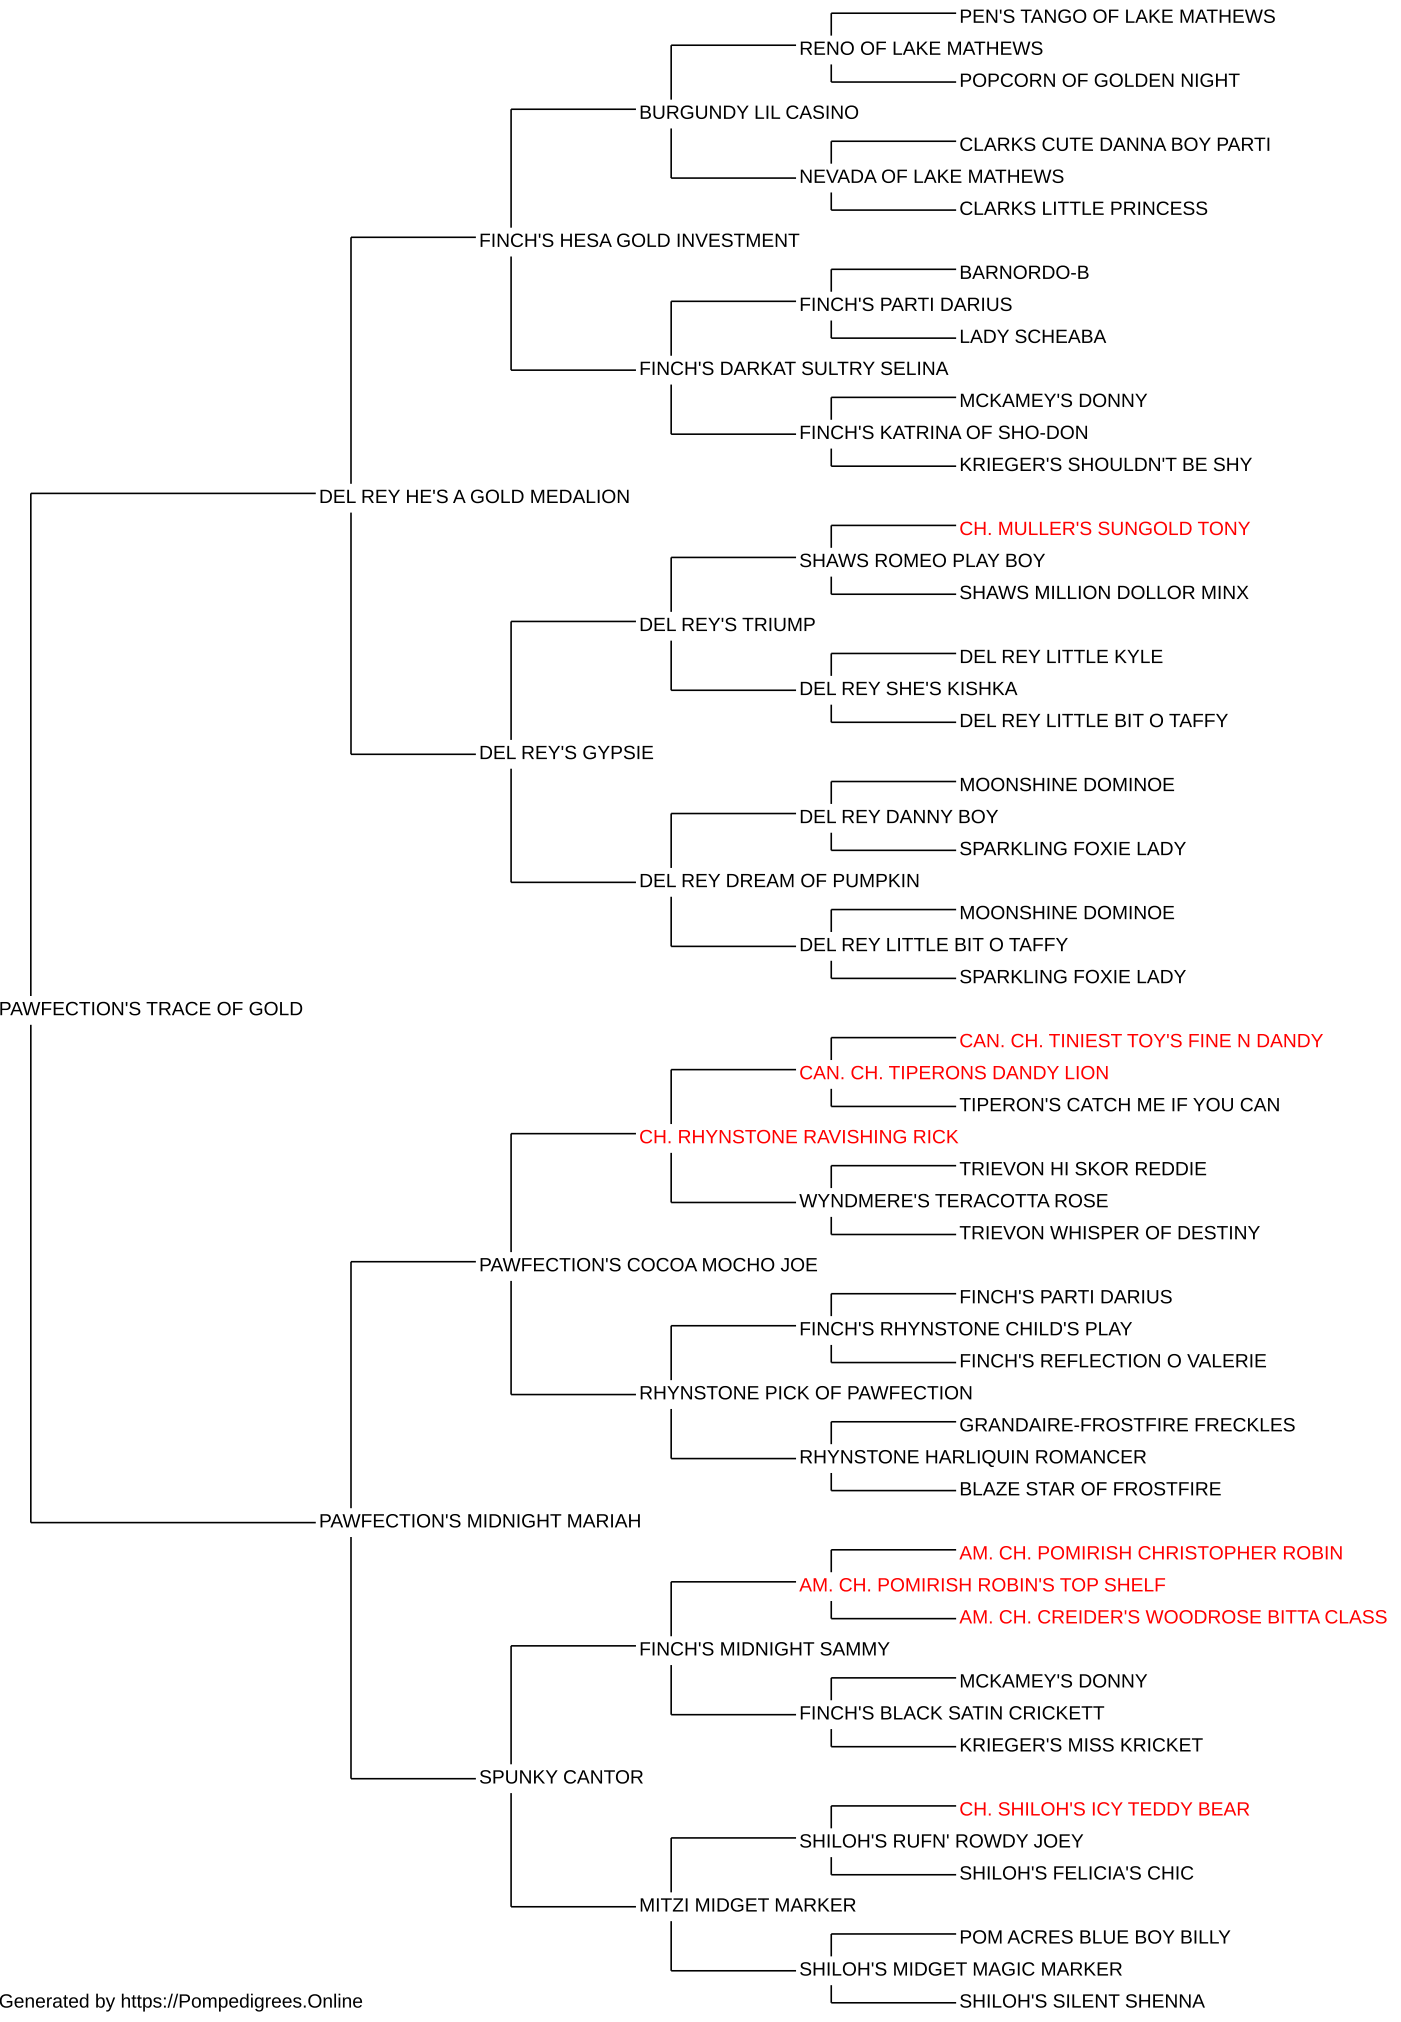 PEN'S TANGO OF LAKE MATHEWS
RENO OF LAKE MATHEWS
POPCORN OF GOLDEN NIGHT
BURGUNDY LIL CASINO
CLARKS CUTE DANNA BOY PARTI
NEVADA OF LAKE MATHEWS
CLARKS LITTLE PRINCESS
FINCH'S HESA GOLD INVESTMENT
BARNORDO-B
FINCH'S PARTI DARIUS
LADY SCHEABA
FINCH'S DARKAT SULTRY SELINA
MCKAMEY'S DONNY
FINCH'S KATRINA OF SHO-DON
KRIEGER'S SHOULDN'T BE SHY
DEL REY HE'S A GOLD MEDALION
CH. MULLER'S SUNGOLD TONY
SHAWS ROMEO PLAY BOY
SHAWS MILLION DOLLOR MINX
DEL REY'S TRIUMP
DEL REY LITTLE KYLE
DEL REY SHE'S KISHKA
DEL REY LITTLE BIT O TAFFY
DEL REY'S GYPSIE
MOONSHINE DOMINOE
DEL REY DANNY BOY
SPARKLING FOXIE LADY
DEL REY DREAM OF PUMPKIN
MOONSHINE DOMINOE
DEL REY LITTLE BIT O TAFFY
SPARKLING FOXIE LADY
PAWFECTION'S TRACE OF GOLD
CAN. CH. TINIEST TOY'S FINE N DANDY
CAN. CH. TIPERONS DANDY LION
TIPERON'S CATCH ME IF YOU CAN
CH. RHYNSTONE RAVISHING RICK
TRIEVON HI SKOR REDDIE
WYNDMERE'S TERACOTTA ROSE
TRIEVON WHISPER OF DESTINY
PAWFECTION'S COCOA MOCHO JOE
FINCH'S PARTI DARIUS
FINCH'S RHYNSTONE CHILD'S PLAY
FINCH'S REFLECTION O VALERIE
RHYNSTONE PICK OF PAWFECTION
GRANDAIRE-FROSTFIRE FRECKLES
RHYNSTONE HARLIQUIN ROMANCER
BLAZE STAR OF FROSTFIRE
PAWFECTION'S MIDNIGHT MARIAH
AM. CH. POMIRISH CHRISTOPHER ROBIN
AM. CH. POMIRISH ROBIN'S TOP SHELF
AM. CH. CREIDER'S WOODROSE BITTA CLASS
FINCH'S MIDNIGHT SAMMY
MCKAMEY'S DONNY
FINCH'S BLACK SATIN CRICKETT
KRIEGER'S MISS KRICKET
SPUNKY CANTOR
CH. SHILOH'S ICY TEDDY BEAR
SHILOH'S RUFN' ROWDY JOEY
SHILOH'S FELICIA'S CHIC
MITZI MIDGET MARKER
POM ACRES BLUE BOY BILLY
SHILOH'S MIDGET MAGIC MARKER
SHILOH'S SILENT SHENNA
Generated by https://Pompedigrees.Online